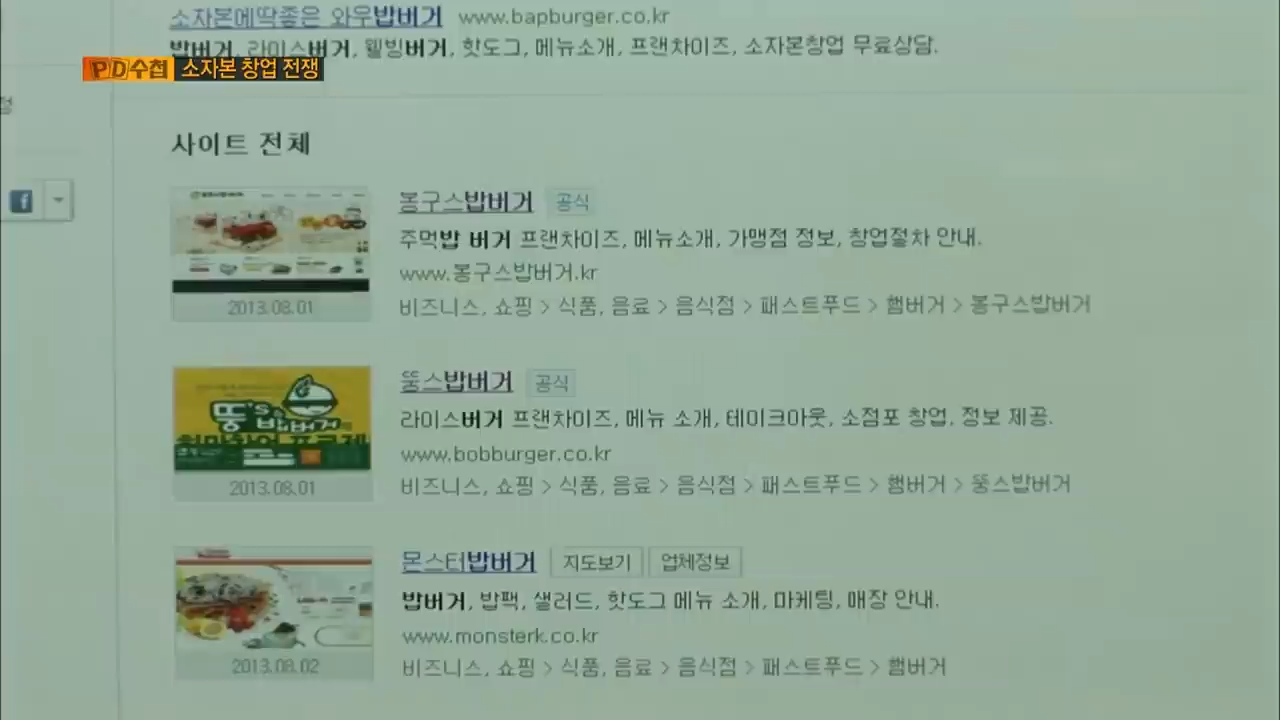 소자본에딱좋은 와우밥버거 www.bapburger.co.kr
밥버거, 라이스버거, 웰빙버거, 핫도그, 메뉴소개, 프랜차이즈, 소자본창업 무료상담.
PD수첩 소자본 창업 전쟁
사이트 전체
봉구스밥버거 공식
주먹밥 버거 프랜차이즈, 메뉴소개, 가맹점 정보, 창업절차 안내.
www.봉구스밥버거.kr
비즈니스, 쇼핑 > 식품, 음료 > 음식점 > 패스트푸드 > 햄버거 > 봉구스밥버거
2013.08.01
뚱스밥버거 공식
라이스버거 프랜차이즈, 메뉴 소개, 테이크아웃, 소점포 창업, 정보 제공.
www.bobburger.co.kr
비즈니스, 쇼핑 > 식품, 음료 > 음식점 > 패스트푸드 > 햄버거 > 뚱스밥버거
뚱's
밥버거의
2013.08.01
몬스터밥버거 지도보기 업체정보
밥버거, 밥팩, 샐러드, 핫도그 메뉴 소개, 마케팅, 매장 안내.
www.monsterk.co.kr
비즈니스, 쇼핑 > 식품, 음료 > 음식점 > 패스트푸드 > 햄버거
2013.08.02